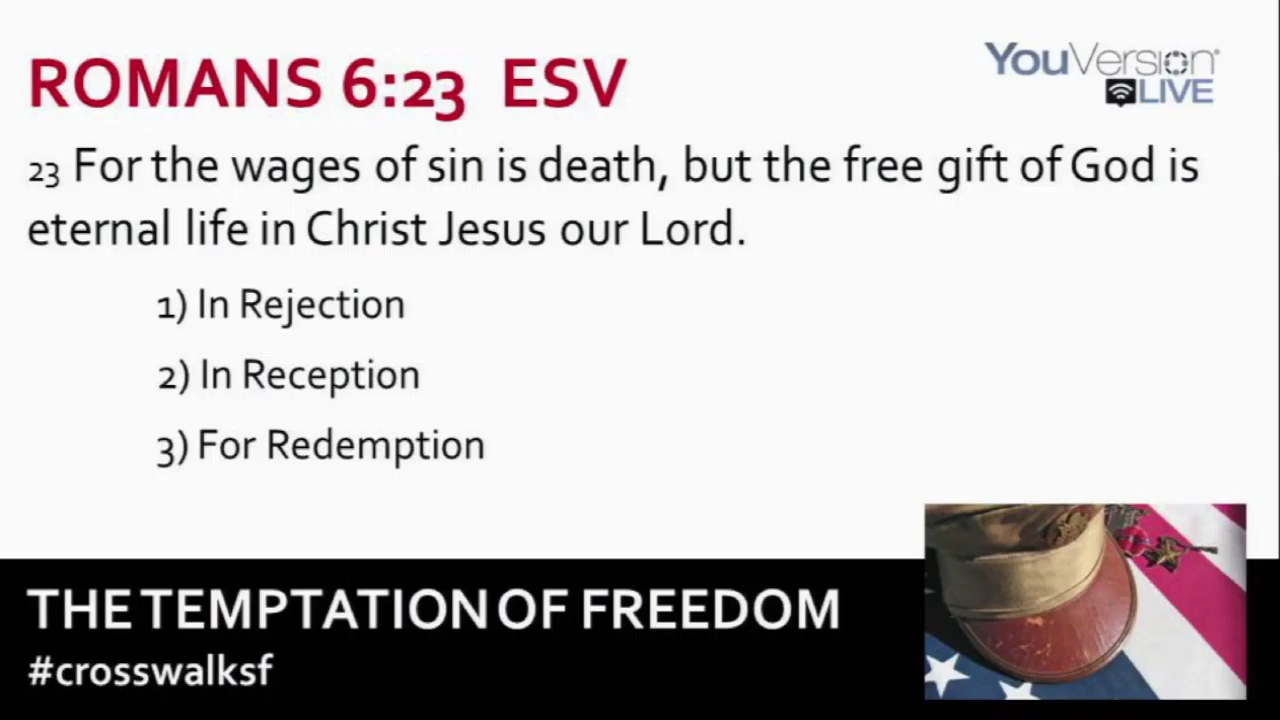 ROMANS 6:23 ESV
YouVersion
LIVE
23 For the wages of sin is death, but the free gift of God is
eternal life in Christ Jesus our Lord.
1) In Rejection
2) In Reception
3) For Redemption
THE TEMPTATION OF FREEDOM
#crosswalksf